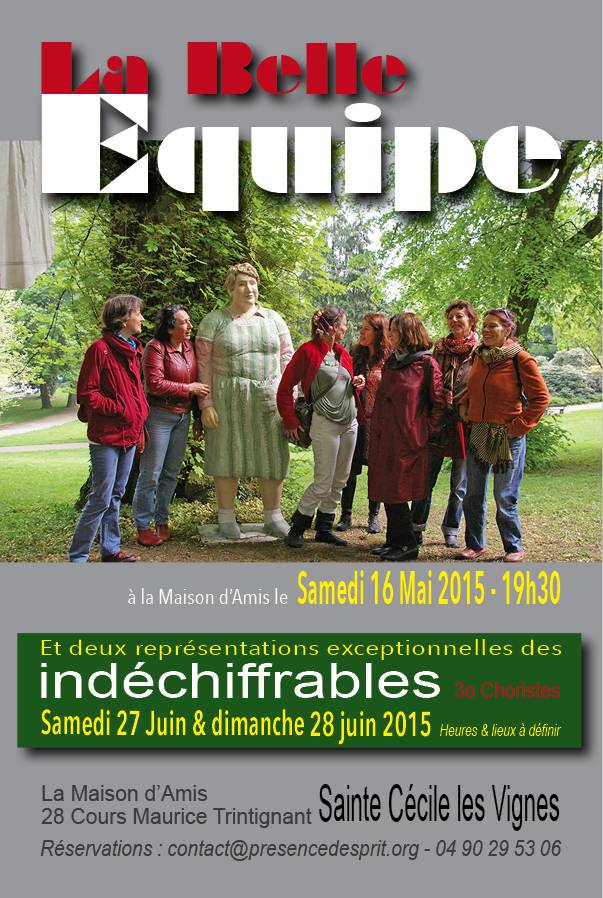 La Belle
Equipe
à la Maison d'Amis le Samedi 16 Mai 2015 - 19h30
Et deux représentations exceptionnelles des
indéchiffrables 3o Choristes
Samedi 27 Juin & dimanche 28 juin 2015 Heures & lieux à définir
La Maison d'Amis
28 Cours Maurice Trintignant Sainte Cécile les Vignes
Réservations : contact@presencedesprit.org - 04 90 29 53 06